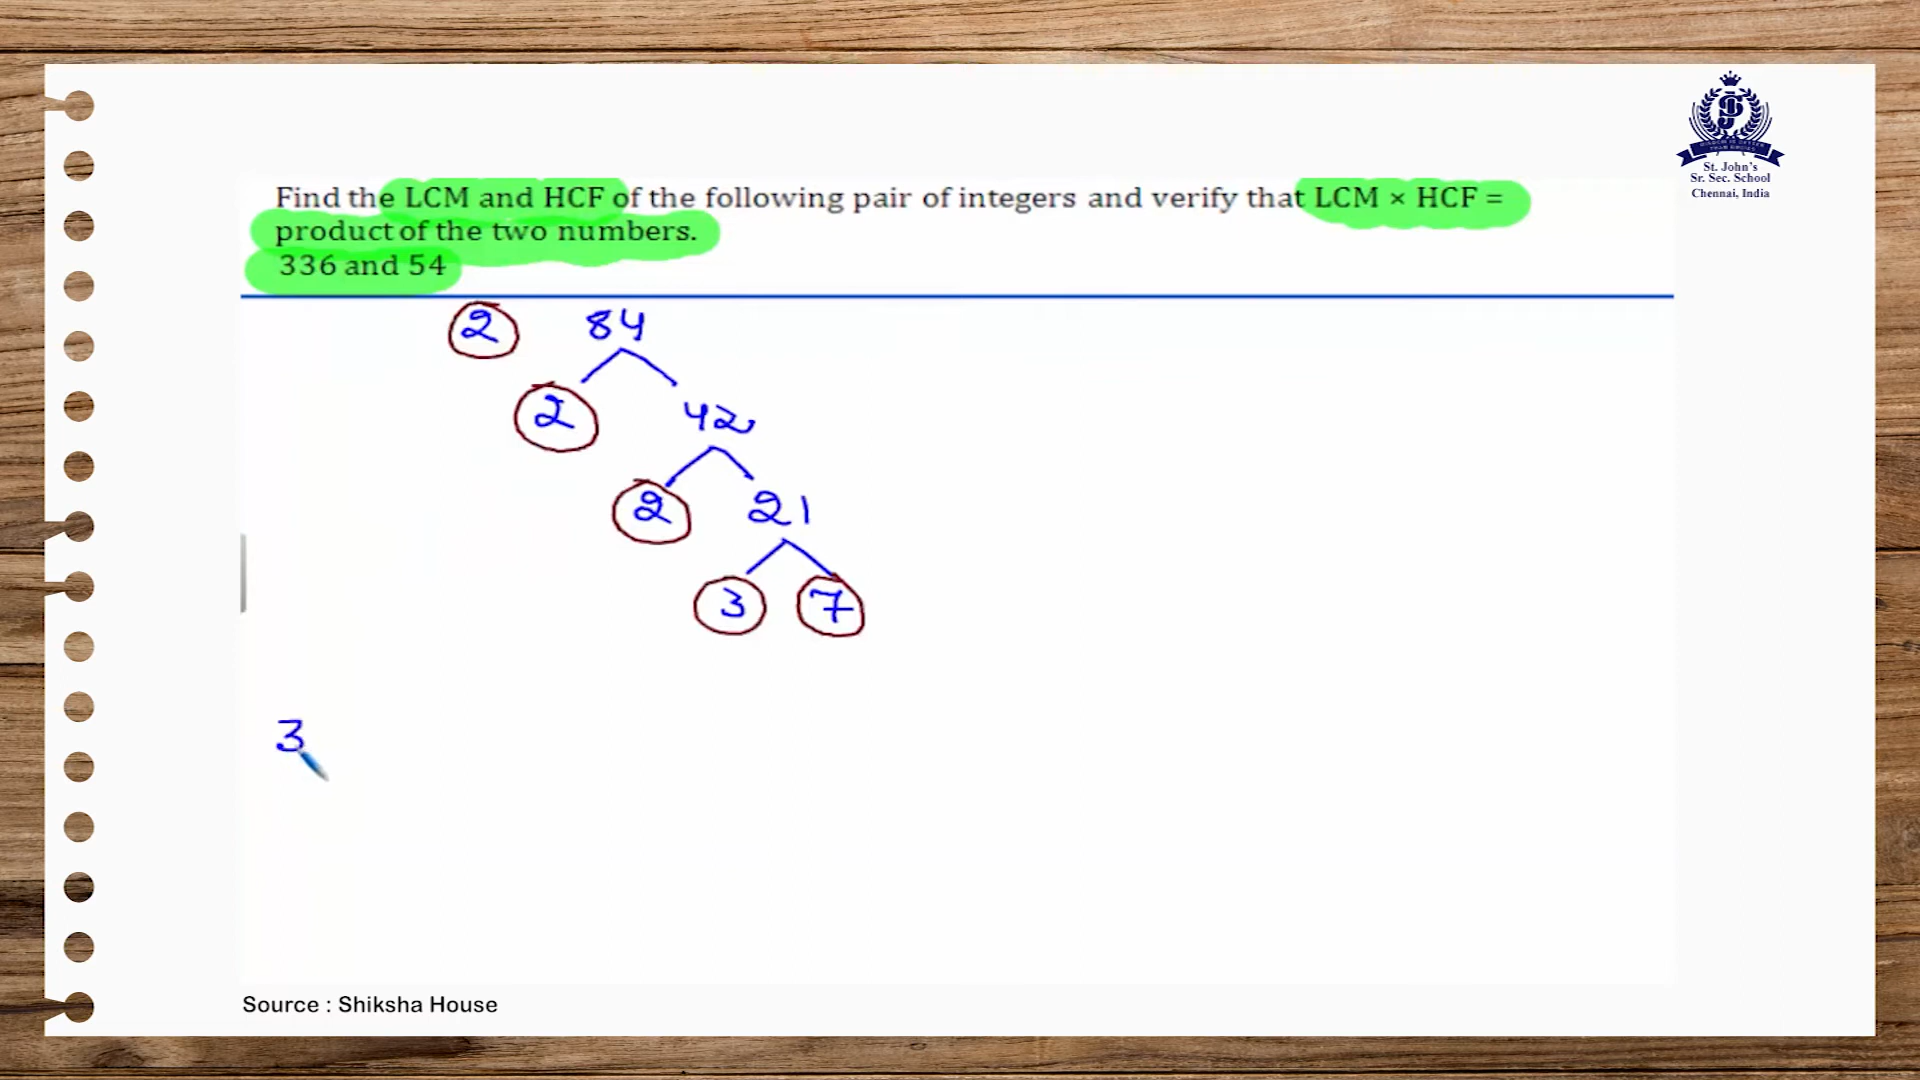 St. John's
Sr. Sec. School
Chennai, India
Find the LCM and HCF of the following pair of integers and verify that LCM × HCF =
product of the two numbers.
336 and 54
2 84
2 42
2 21
3 7
3
Source : Shiksha House